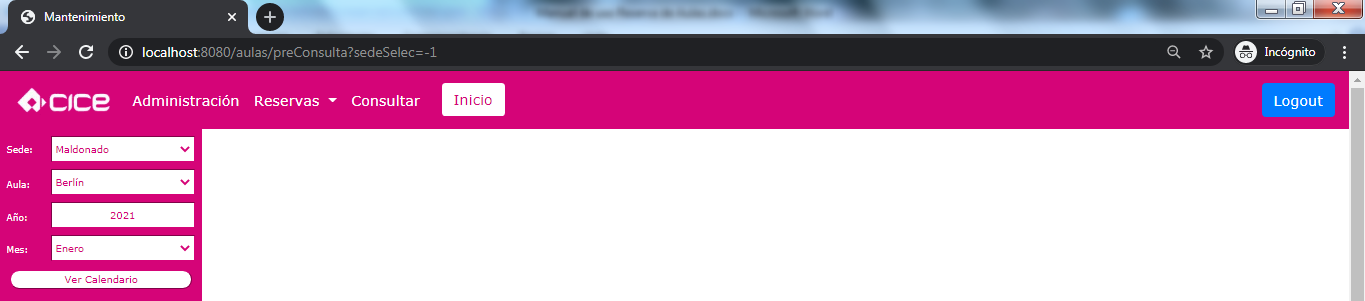 Mantenimiento
localhost:8080/aulas/preConsulta?sedeSelec=-1
Incógnito
CICE Administración Reservas Consultar Inicio Logout
Sede: Maldonado
Aula: Berlín
Año: 2021
Mes: Enero
Ver Calendario